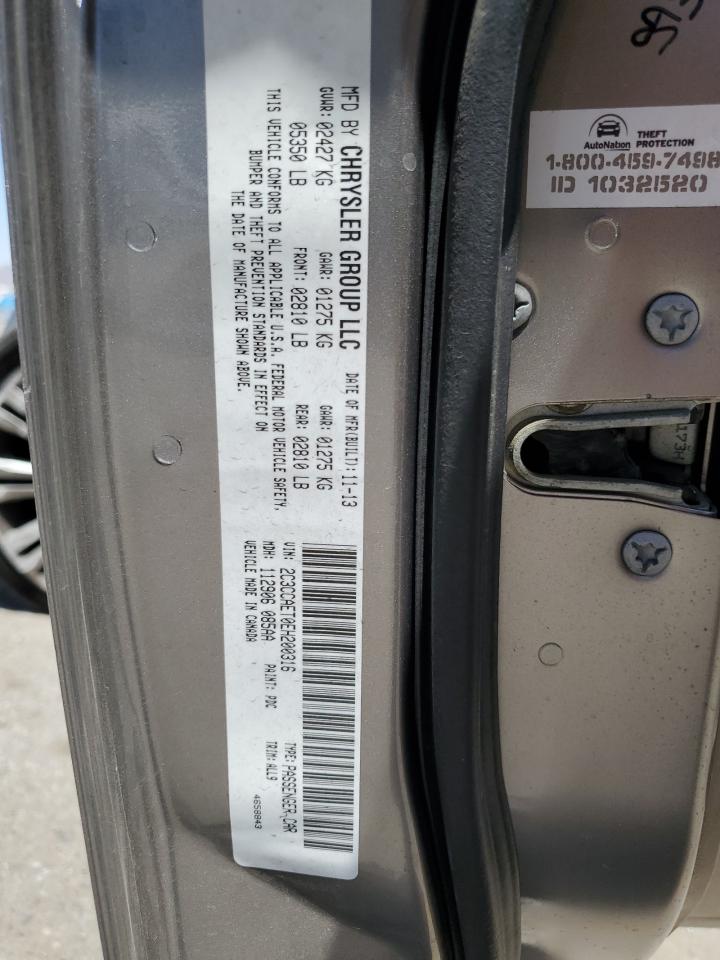 MFD BY CHRYSLER GROUP LLC
DATE OF MFR(BUILT): 11-13
GVWR: 02427 KG
GAWR: 01275 KG
GAWR: 01275 KG
05350 LB
FRONT: 02810 LB
REAR: 02810 LB
THIS VEHICLE CONFORMS TO ALL APPLICABLE U.S.A. FEDERAL MOTOR VEHICLE SAFETY,
BUMPER AND THEFT PREVENTION STANDARDS IN EFFECT ON
THE DATE OF MANUFACTURE SHOWN ABOVE.
VIN: 2C3CCAET0EH200316
TYPE: PASSENGER CAR
MDH: 112906 085AA
PAINT: PDC
TRIM: ALL9
VEHICLE MADE IN CANADA
4658843
AutoNation
THEFT
PROTECTION
1-800-459-7498
ID 1032520